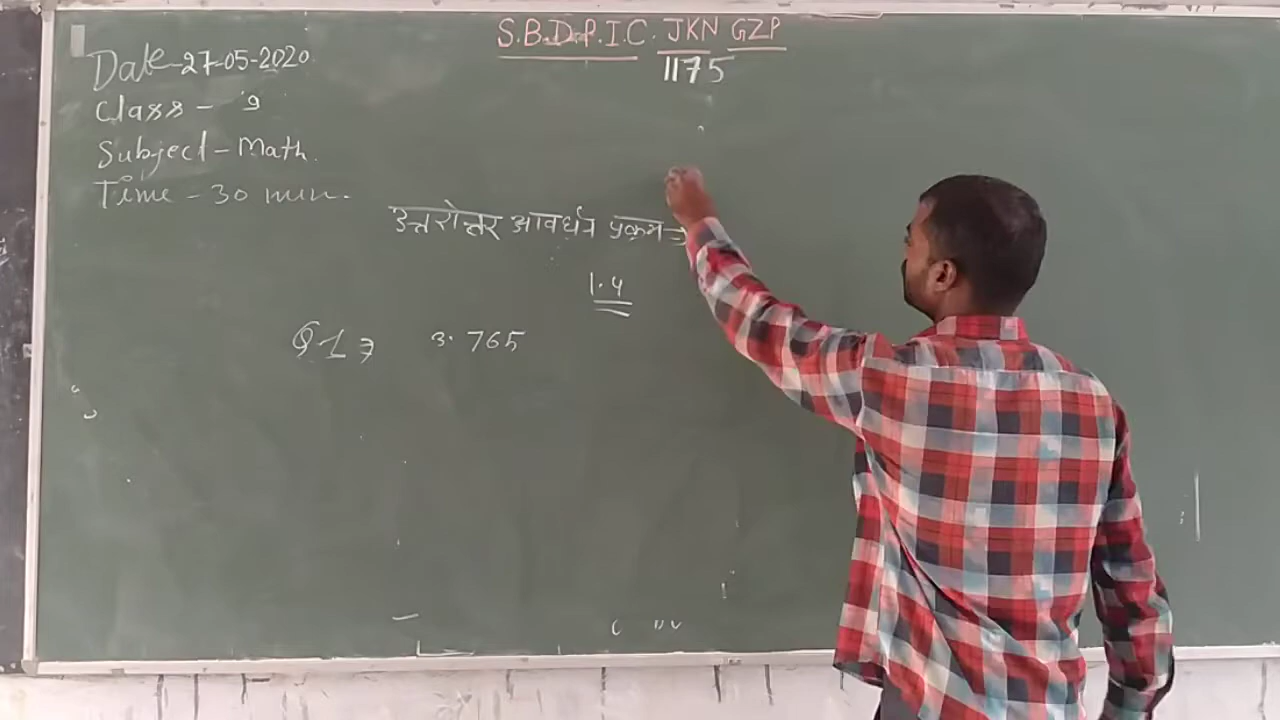 S.B.D.P.I.C. JKN GZP
1175
Date-27-05-2020
Class - 9
Subject-Math.
Time - 30 min.
उत्तरोत्तर आवर्धन प्रक्रम⇒
1.4
Q1⇒ 3.765